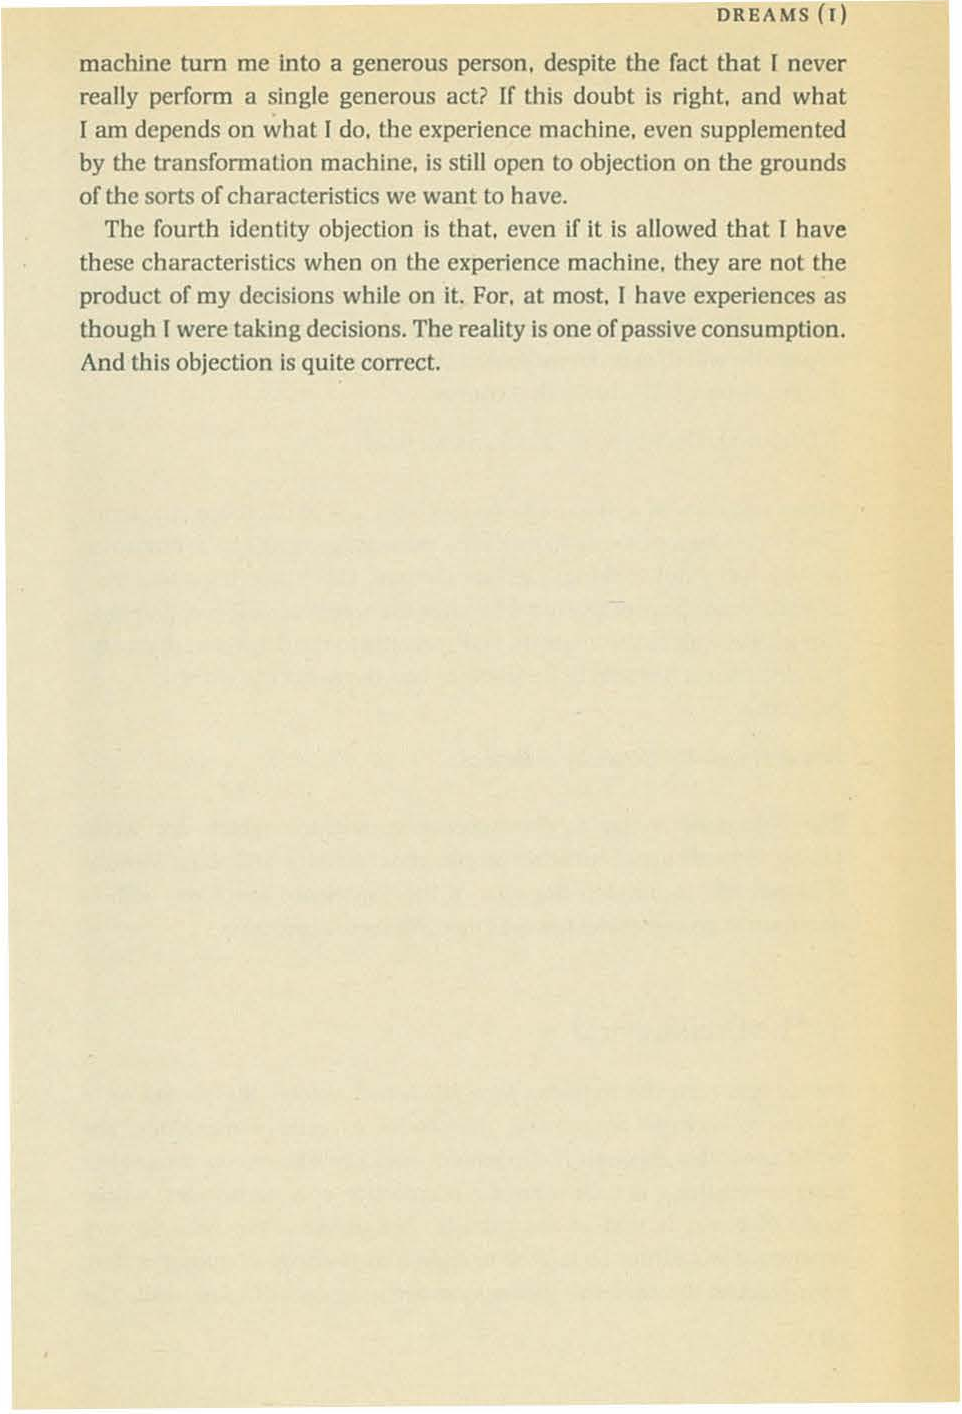 DREAMS (I)
machine turn me into a generous person, despite the fact that I never
really perform a single generous act? If this doubt is right, and what
I am depends on what I do, the experience machine, even supplemented
by the transformation machine, is still open to objection on the grounds
of the sorts of characteristics we want to have.
The fourth identity objection is that, even if it is allowed that I have
these characteristics when on the experience machine, they are not the
product of my decisions while on it. For, at most, I have experiences as
though I were taking decisions. The reality is one of passive consumption.
And this objection is quite correct.